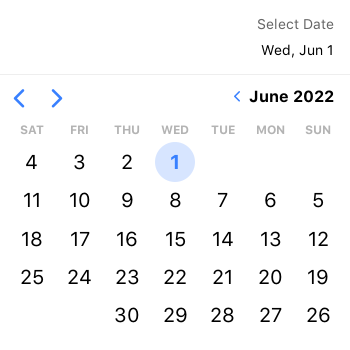 Select Date
Wed, Jun 1
June 2022
SAT FRI THU WED TUE MON SUN
4 3 2 1
11 10 9 8 7 6 5
18 17 16 15 14 13 12
25 24 23 22 21 20 19
30 29 28 27 26